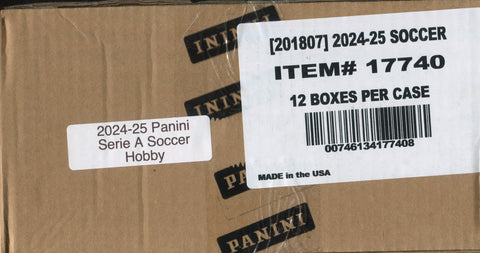 PANINI
[201807] 2024-25 SOCCER
ITEM# 17740
12 BOXES PER CASE
00746134177408
MADE in the USA
PANINI
2024-25 Panini
Serie A Soccer
Hobby
PA
PANINI